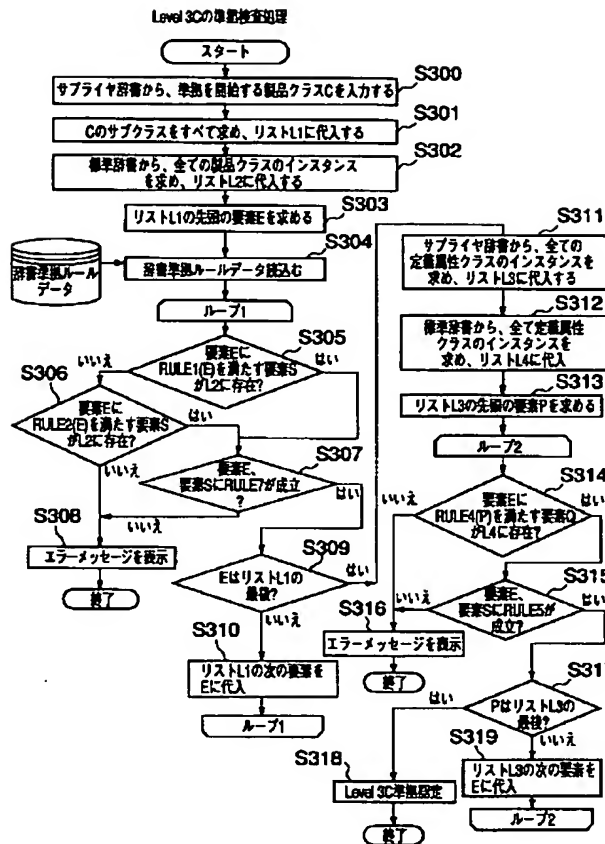 Level 3Cの準拠検査処理
スタート
S300
サプライヤ辞書から、準拠を開始する製品クラスCを入力する
S301
Cのサブクラスをすべて求め、リストL1に代入する
S302
標準辞書から、全ての製品クラスのインスタンス
を求め、リストL2に代入する
S303
リストL1の先頭の要素Eを求める
S304
辞書準拠ルール
データ
辞書準拠ルールデータ読込む
ループ1
S305
要素Eに
RULE1(E)を満たす要素S
がL2に存在?
いいえ
はい
S306
要素Eに
RULE2(E)を満たす要素S
がL2に存在?
はい
いいえ
S307
要素E、
要素SにRULE7が成立
?
はい
いいえ
S308
エラーメッセージを表示
終了
S309
EはリストL1の
最後?
はい
いいえ
S310
リストL1の次の要素を
Eに代入
ループ1
S311
サプライヤ辞書から、全ての
定義属性クラスのインスタンスを
求め、リストL3に代入する
S312
標準辞書から、全て定義属性
クラスのインスタンスを
求め、リストL4に代入
S313
リストL3の先頭の要素Pを求める
ループ2
S314
要素Eに
RULE4(P)を満たす要素Q
がL4に存在?
いいえ
はい
S315
要素E、
要素SにRULE5が
成立?
いいえ
はい
S316
エラーメッセージを表示
終了
S317
PはリストL3の
最後?
はい
いいえ
S318
Level 3C準拠認定
終了
S319
リストL3の次の要素を
Eに代入
ループ2